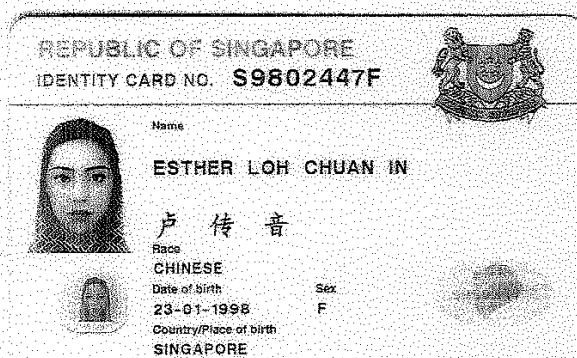 REPUBLIC OF SINGAPORE
IDENTITY CARD NO. S9802447F
Name
ESTHER LOH CHUAN IN
卢 传 音
Race
CHINESE
Date of birth Sex
23-01-1998 F
Country/Place of birth
SINGAPORE